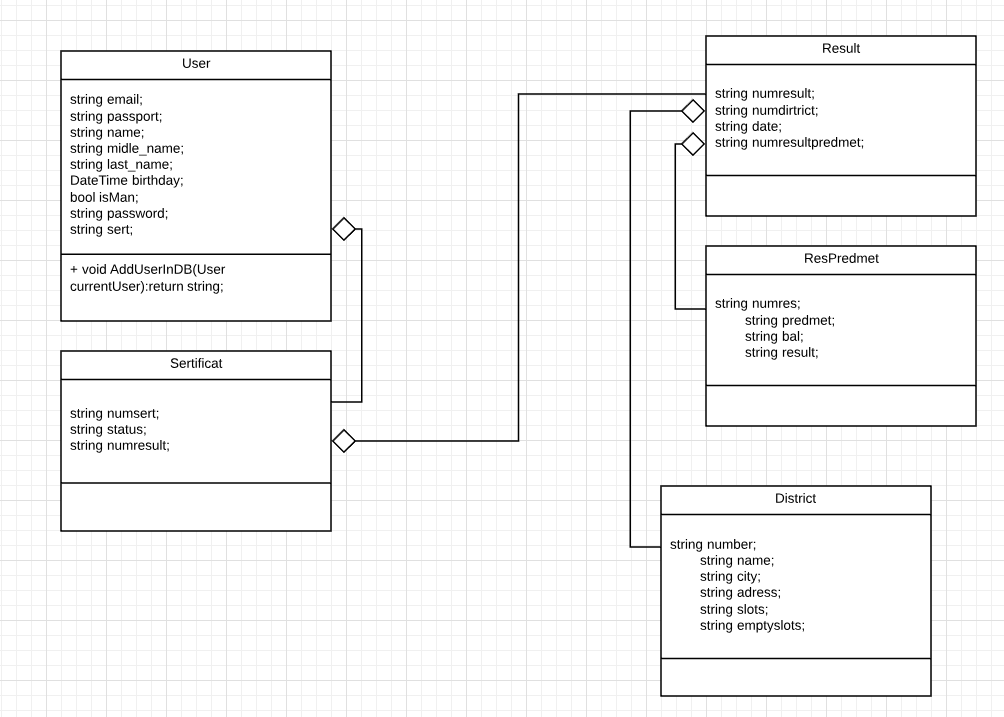 User
string email;
string passport;
string name;
string midle_name;
string last_name;
DateTime birthday;
bool isMan;
string password;
string sert;
+ void AddUserInDB(User
currentUser):return string;
Sertificat
string numsert;
string status;
string numresult;
Result
string numresult;
string numdirtrict;
string date;
string numresultpredmet;
ResPredmet
string numres;
string predmet;
string bal;
string result;
District
string number;
string name;
string city;
string adress;
string slots;
string emptyslots;